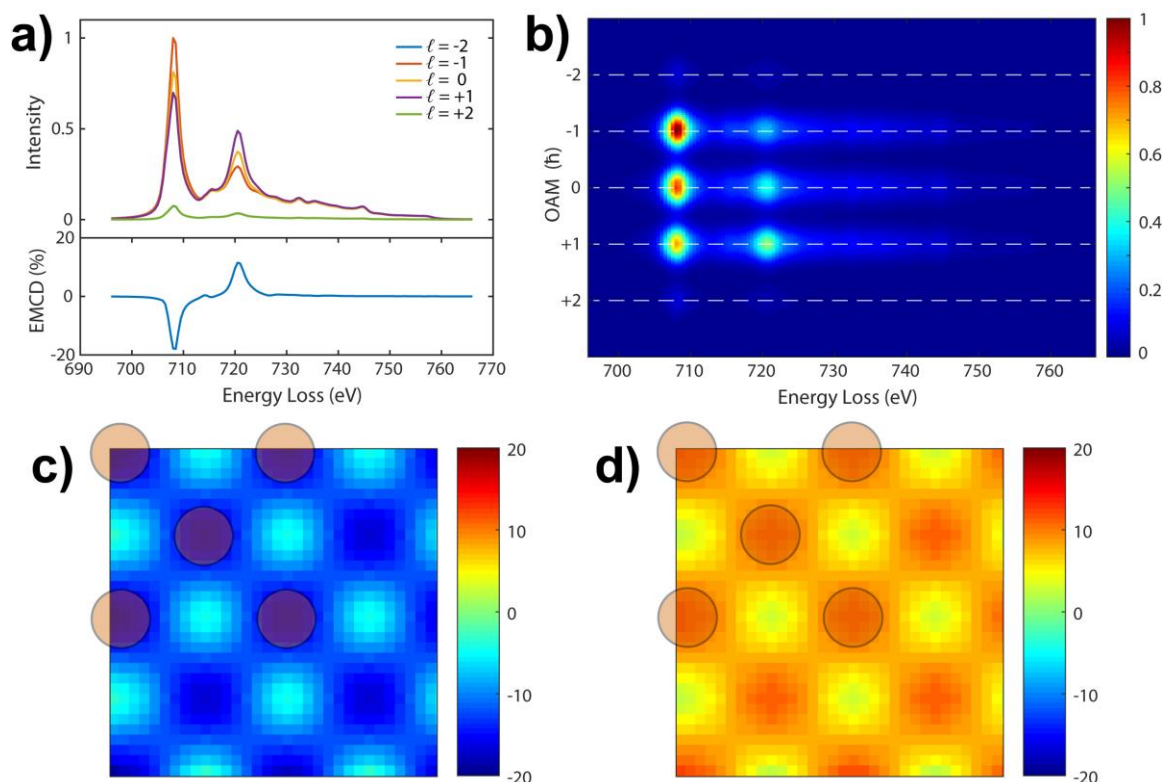 a)
Intensity
1
0.5
0
ℓ = -2
ℓ = -1
ℓ = 0
ℓ = +1
ℓ = +2
EMCD (%)
20
0
-20
690 700 710 720 730 740 750 760 770
Energy Loss (eV)
b)
OAM (ħ)
-2
-1
0
+1
+2
700 710 720 730 740 750 760
Energy Loss (eV)
1
0.8
0.6
0.4
0.2
0
c)
20
10
0
-10
-20
d)
20
10
0
-10
-20